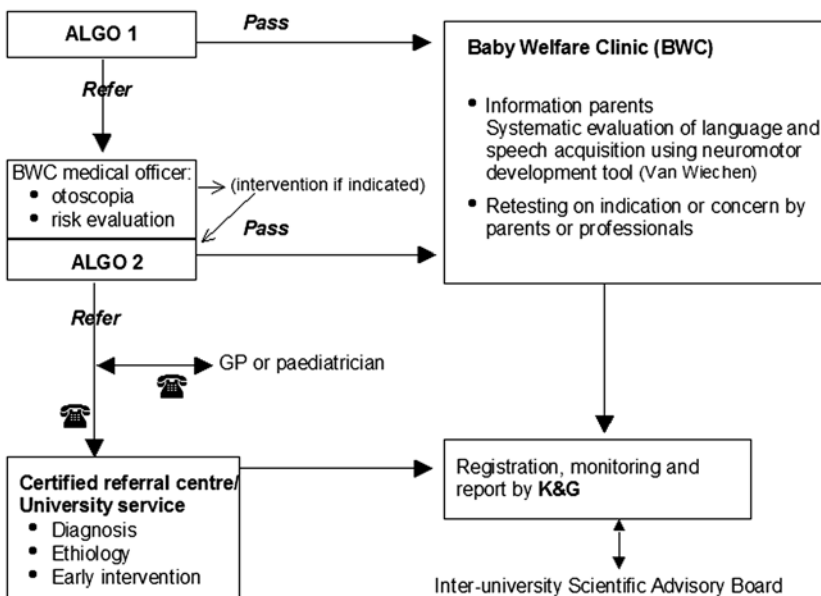 ALGO 1
Pass
Refer
BWC medical officer:
• otoscopia
• risk evaluation
(intervention if indicated)
Pass
ALGO 2
Refer
GP or paediatrician
Certified referral centre/
University service
• Diagnosis
• Ethiology
• Early intervention
Baby Welfare Clinic (BWC)
• Information parents
Systematic evaluation of language and
speech acquisition using neuromotor
development tool (Van Wiechen)
• Retesting on indication or concern by
parents or professionals
Registration, monitoring and
report by K&G
Inter-university Scientific Advisory Board